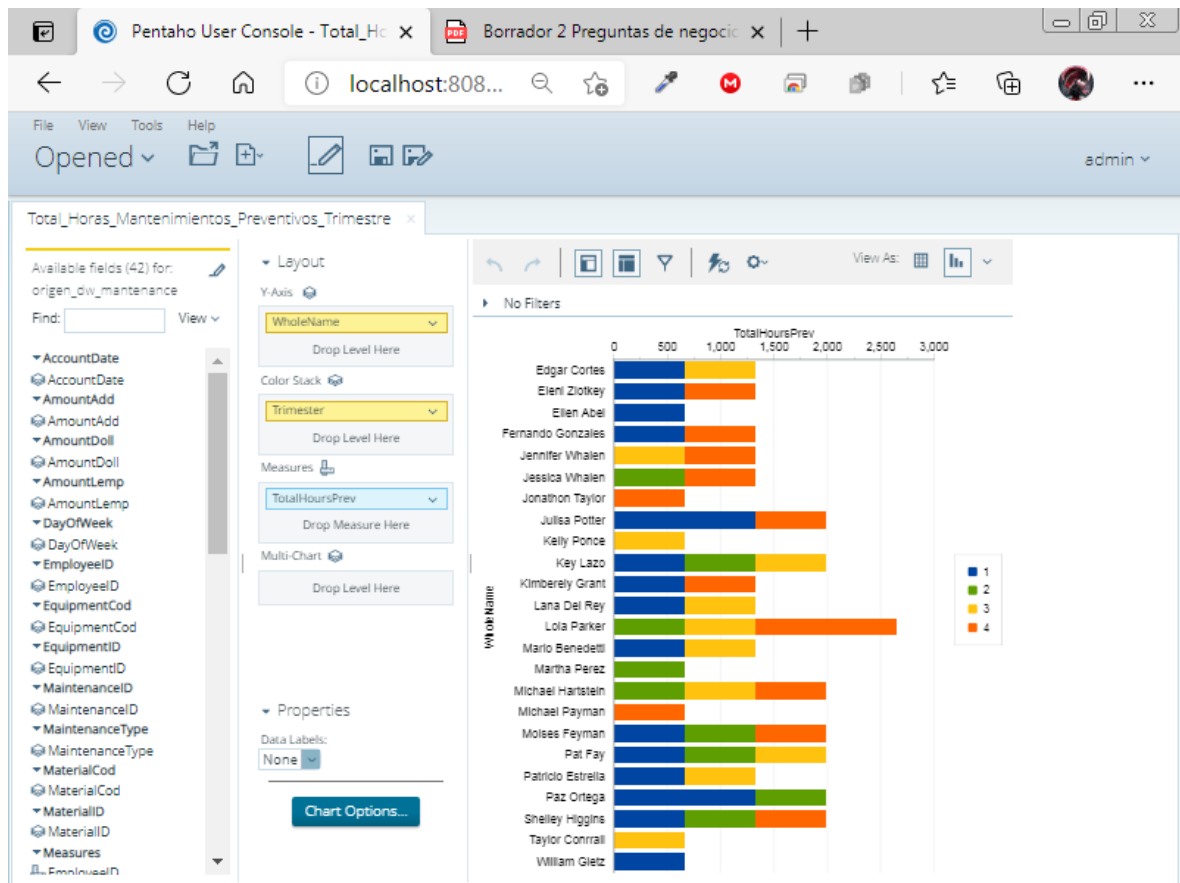 Pentaho User Console - Total_Ho
PDF
Borrador 2 Preguntas de negocic
localhost:808...
File View Tools Help
Opened
admin
Total_Horas_Mantenimientos_Preventivos_Trimestre
Available fields (42) for:
origen_dw_mantenance
Find:
View
AccountDate
AccountDate
AmountAdd
AmountAdd
AmountDoll
AmountDoll
AmountLemp
AmountLemp
DayOfWeek
DayOfWeek
EmployeeID
EmployeeID
EquipmentCod
EquipmentCod
EquipmentID
EquipmentID
MaintenanceID
MaintenanceID
MaintenanceType
MaintenanceType
MaterialCod
MaterialCod
MaterialID
MaterialID
Measures
EmployeeID
Layout
Y-Axis
WholeName
Drop Level Here
Color Stack
Trimester
Drop Level Here
Measures
TotalHoursPrev
Drop Measure Here
Multi-Chart
Drop Level Here
Properties
Data Labels:
None
Chart Options...
View As:
No Filters
TotalHoursPrev
0 500 1,000 1,500 2,000 2,500 3,000
WholeName
Edgar Cortes
Eleni Zlotkey
Ellen Abel
Fernando Gonzales
Jennifer Whalen
Jessica Whalen
Jonathon Taylor
Julisa Potter
Kelly Ponce
Key Lazo
Kimberely Grant
Lana Del Rey
Lola Parker
Mario Benedetti
Martha Perez
Michael Hartstein
Michael Payman
Moises Feyman
Pat Fay
Patricio Estrella
Paz Ortega
Shelley Higgins
Taylor Conrrall
William Gietz
1
2
3
4